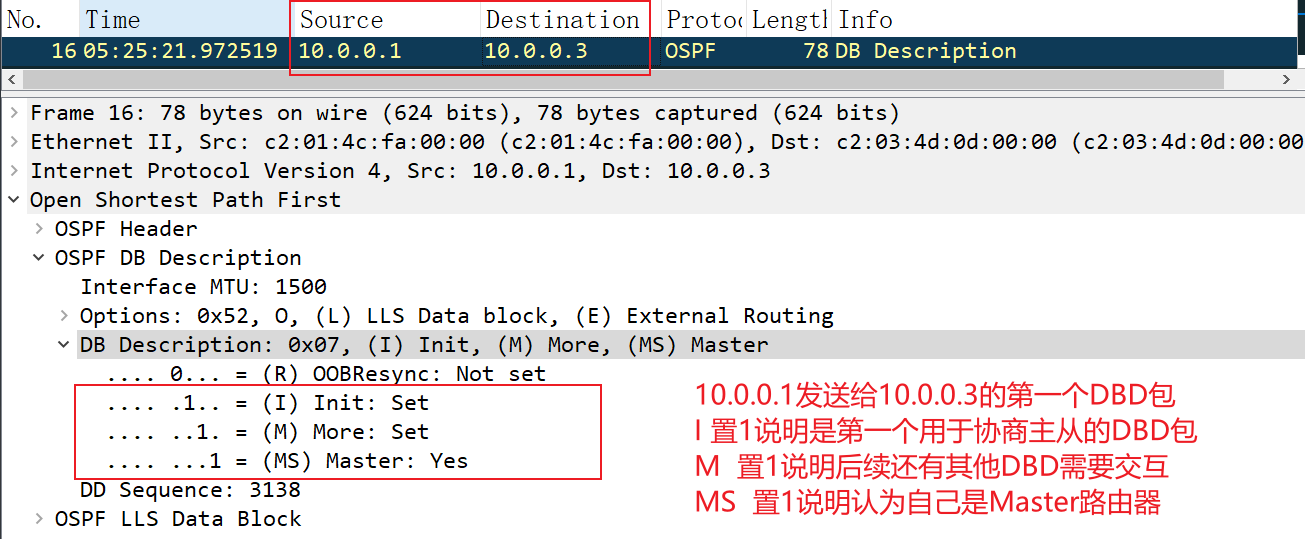 No. Time Source Destination Protoc Length Info
16 05:25:21.972519 10.0.0.1 10.0.0.3 OSPF 78 DB Description
Frame 16: 78 bytes on wire (624 bits), 78 bytes captured (624 bits)
Ethernet II, Src: c2:01:4c:fa:00:00 (c2:01:4c:fa:00:00), Dst: c2:03:4d:0d:00:00 (c2:03:4d:0d:00:00
Internet Protocol Version 4, Src: 10.0.0.1, Dst: 10.0.0.3
Open Shortest Path First
OSPF Header
OSPF DB Description
Interface MTU: 1500
Options: 0x52, O, (L) LLS Data block, (E) External Routing
DB Description: 0x07, (I) Init, (M) More, (MS) Master
.... 0... = (R) OOBResync: Not set
.... .1.. = (I) Init: Set
.... ..1. = (M) More: Set
.... ...1 = (MS) Master: Yes
DD Sequence: 3138
OSPF LLS Data Block
10.0.0.1发送给10.0.0.3的第一个DBD包
I 置1说明是第一个用于协商主从的DBD包
M 置1说明后续还有其他DBD需要交互
MS 置1说明认为自己是Master路由器